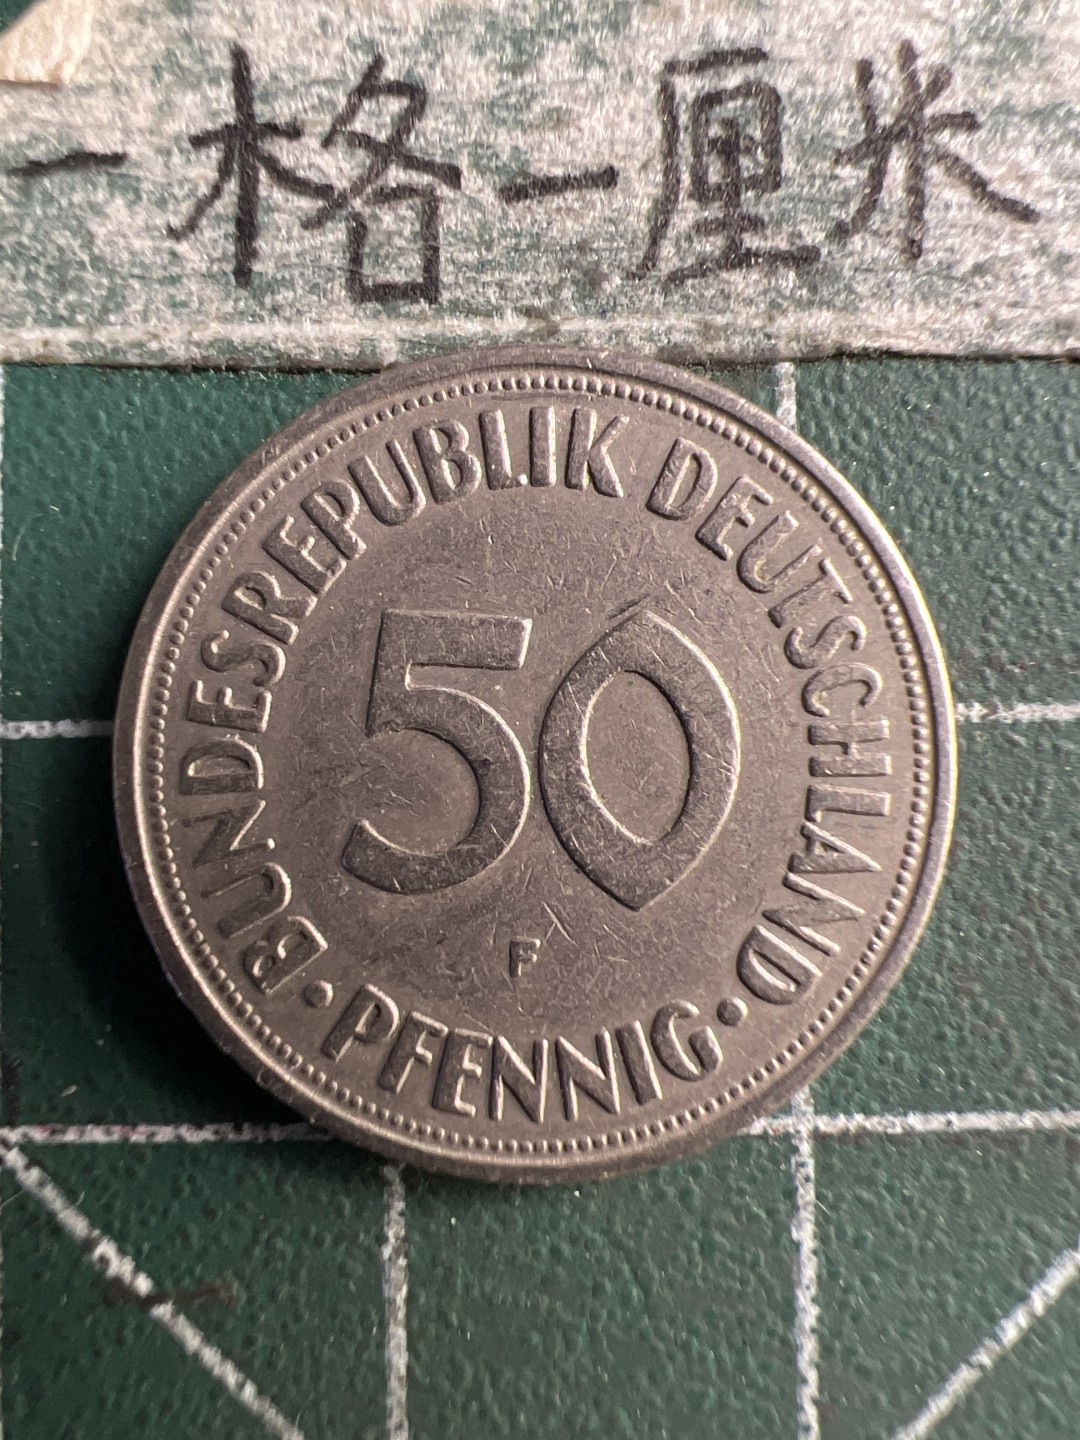 一格一厘米
BUNDESREPUBLIK DEUTSCHLAND
50
F
· PFENNIG ·